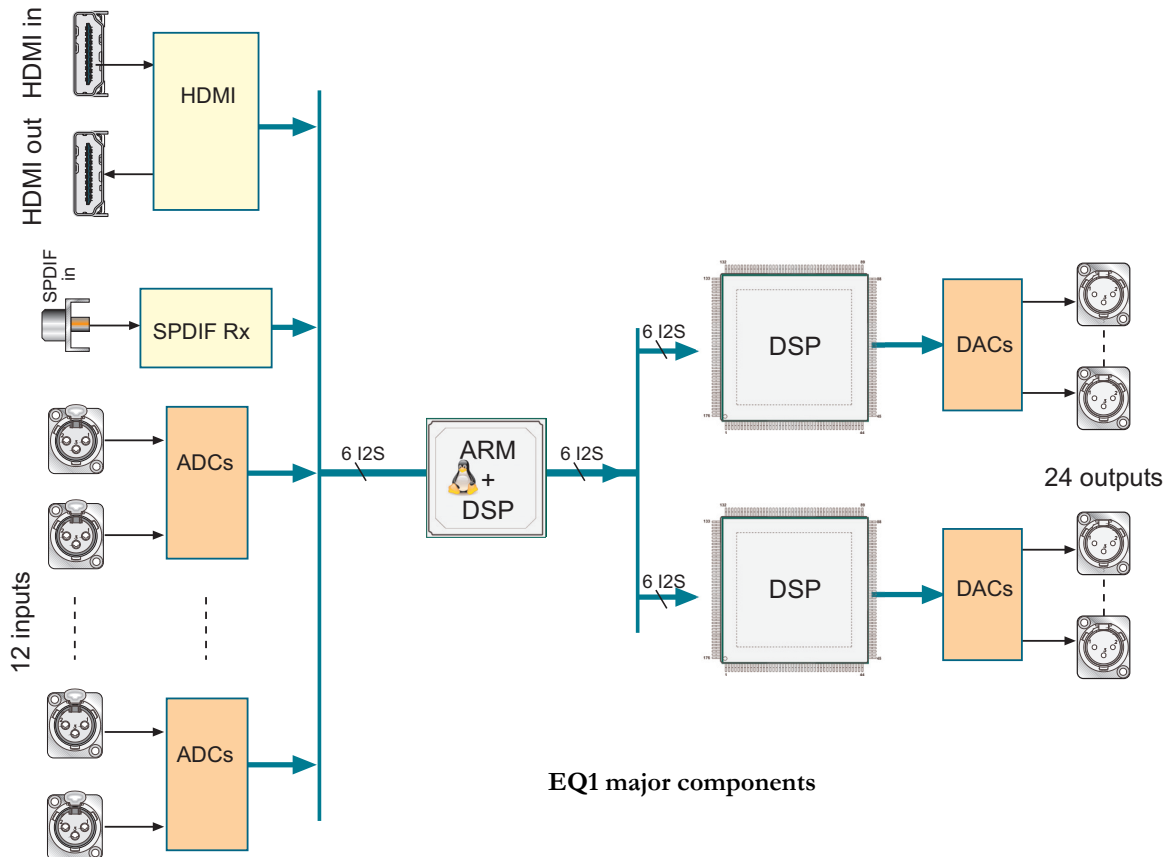 HDMI in
HDMI
HDMI out
SPDIF
in
SPDIF Rx
ADCs
12 inputs
ADCs
6 I2S
ARM
+
DSP
6 I2S
6 I2S
DSP
DACs
24 outputs
6 I2S
DSP
DACs
EQ1 major components